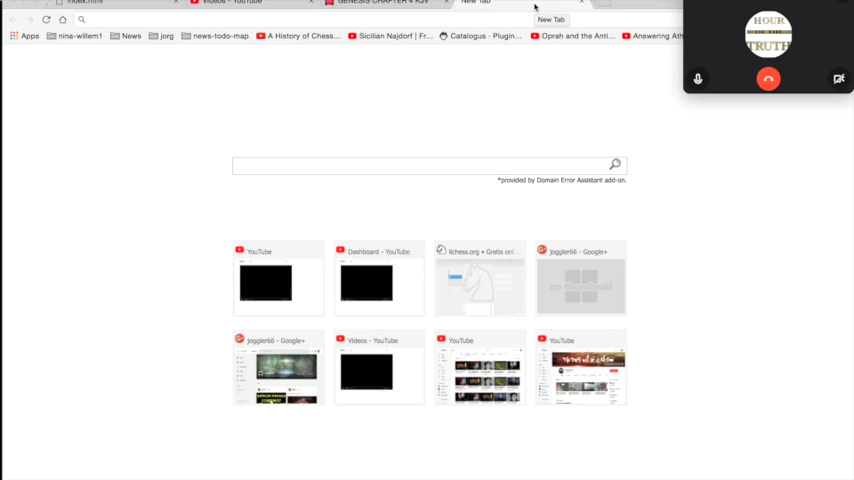 index.html
Videos - YouTube
GENESIS CHAPTER 4 KJV
New Tab
New Tab
Apps
nina-willem1
News
jorg
news-todo-map
A History of Chess...
Sicilian Najdorf | Fr...
Catalogus - Plugin...
Oprah and the Anti...
Answering Ath
HOUR
TRUTH
*provided by Domain Error Assistant add-on.
YouTube
Dashboard - YouTube
lichess.org • Gratis onl...
joggler66 - Google+
no thumbnail
joggler66 - Google+
Videos - YouTube
YouTube
YouTube